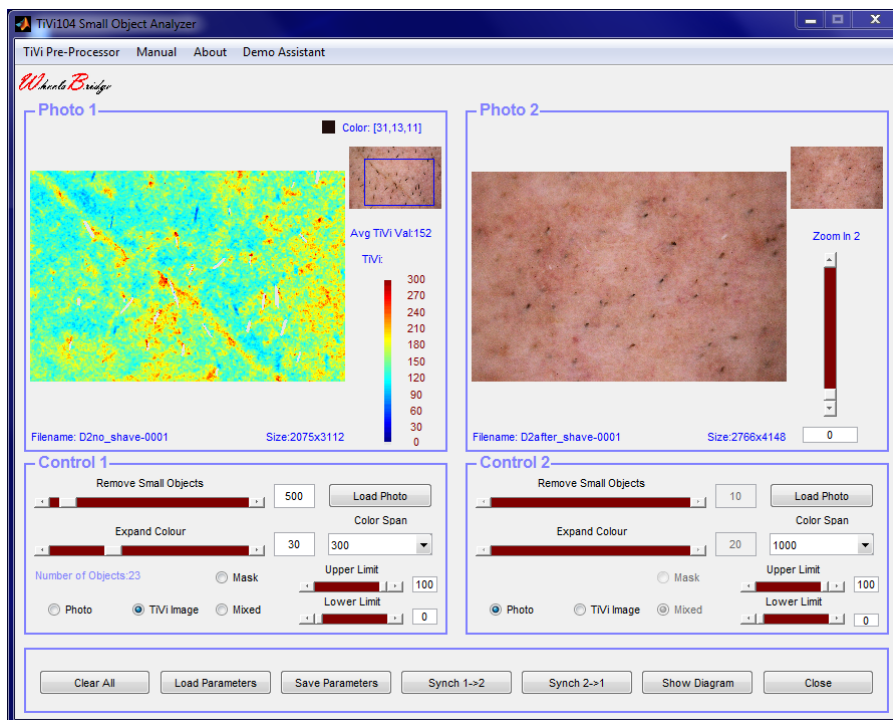 TiVi104 Small Object Analyzer
TiVi Pre-Processor Manual About Demo Assistant
WheelsBridge
Photo 1
Color: [31,13,11]
Avg TiVi Val:152
TiVi:
300
270
240
210
180
150
120
90
60
30
0
Filename: D2no_shave-0001 Size:2075x3112
Photo 2
Zoom In 2
0
Filename: D2after_shave-0001 Size:2766x4148
Control 1
Remove Small Objects
500 Load Photo
Expand Colour Color Span
30 300
Number of Objects:23 Mask Upper Limit
100
Photo TiVi Image Mixed Lower Limit
0
Control 2
Remove Small Objects
10 Load Photo
Expand Colour Color Span
20 1000
Mask Upper Limit
100
Photo TiVi Image Mixed Lower Limit
0
Clear All Load Parameters Save Parameters Synch 1->2 Synch 2->1 Show Diagram Close